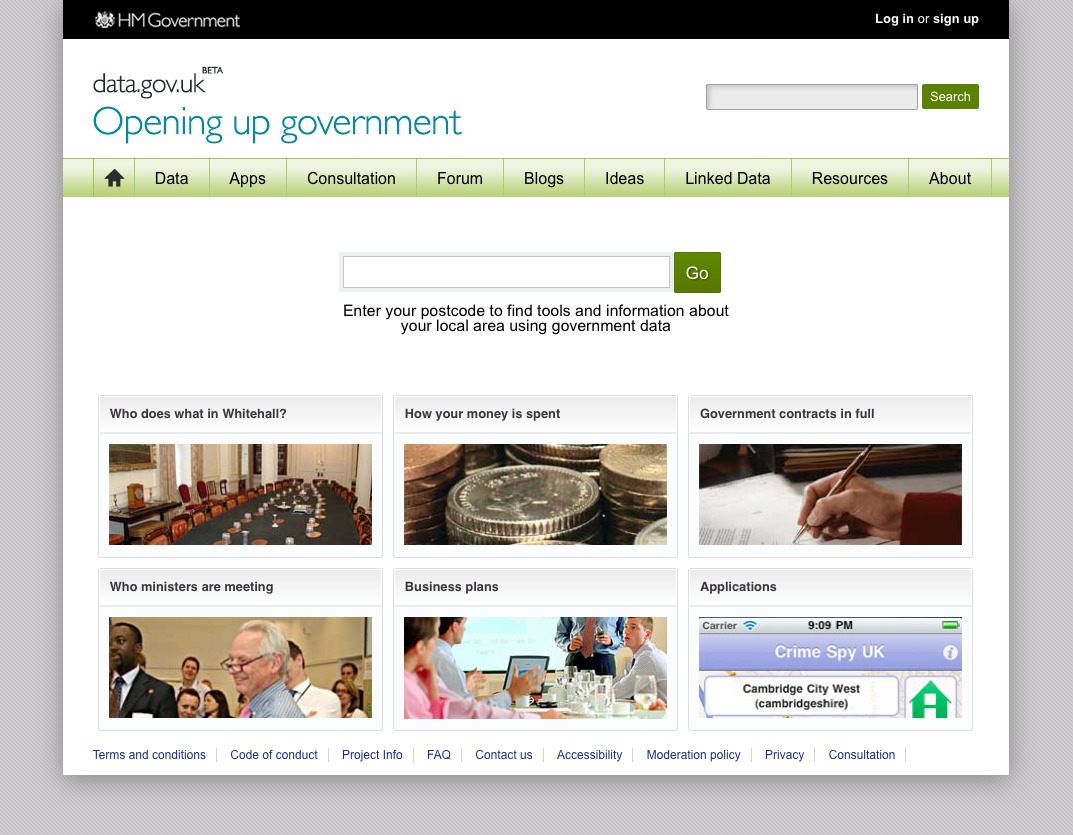 HM Government
Log in or sign up
data.gov.uk BETA
Opening up government
Search
Data Apps Consultation Forum Blogs Ideas Linked Data Resources About
Go
Enter your postcode to find tools and information about
your local area using government data
Who does what in Whitehall? How your money is spent Government contracts in full
Who ministers are meeting Business plans Applications
Carrier 9:09 PM
Crime Spy UK
Cambridge City West
(cambridgeshire)
Terms and conditions Code of conduct Project Info FAQ Contact us Accessibility Moderation policy Privacy Consultation